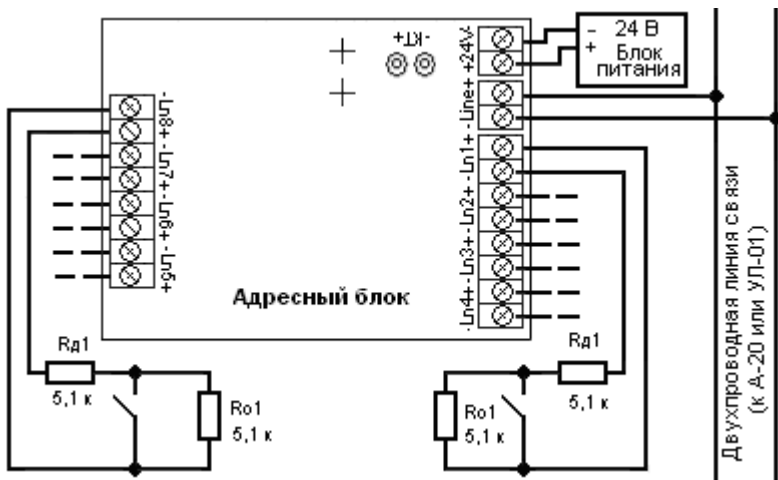 -КТ+
+24V-
- 24 В
+ Блок
питания
- Line+
-Ln8+
-Ln7+
-Ln6+
-Ln5+
- Ln1+
- Ln2+
-Ln3+
-Ln4+
Адресный блок
Rд1
5,1 к
Ro1
5,1 к
Rд1
5,1 к
Ro1
5,1 к
Двухпроводная линия связи
(к А-20 или УЛ-01)